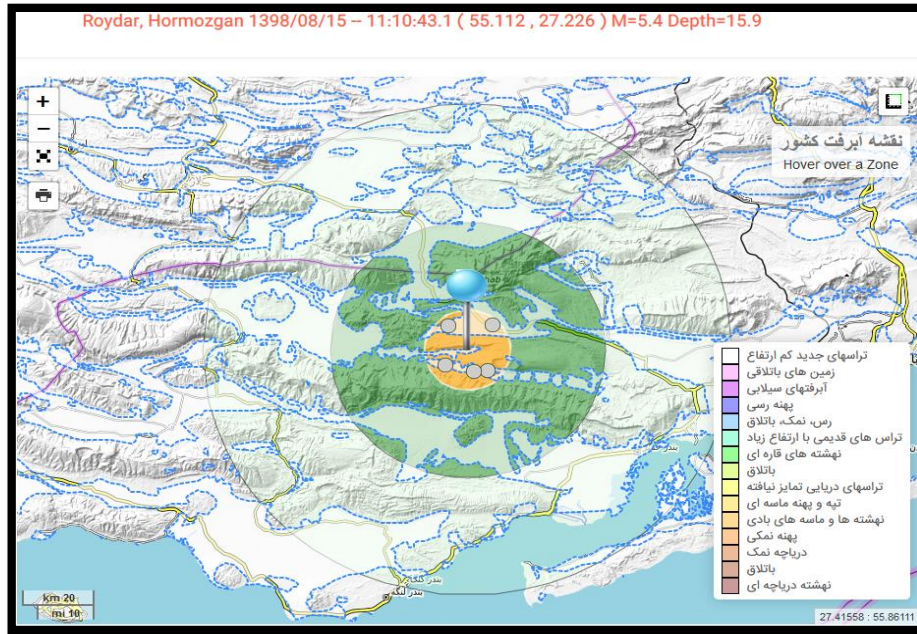 Roydar, Hormozgan 1398/08/15 -- 11:10:43.1 ( 55.112 , 27.226 ) M=5.4 Depth=15.9
+
−
نقشه آبرفت کشور
Hover over a Zone
تراسهای جدید کم ارتفاع
زمین های باتلاقی
آبرفتهای سیلابی
پهنه رسی
رس، نمک، باتلاق
تراس های قدیمی با ارتفاع زیاد
نهشته های قاره ای
باتلاق
تراسهای دریایی تمایز نیافته
تپه و پهنه ماسه ای
نهشته ها و ماسه های بادی
پهنه نمکی
دریاچه نمک
باتلاق
نهشته دریاچه ای
بندر کنگ
بندر لنگه
km 20
mi 10
27.41558 : 55.86111